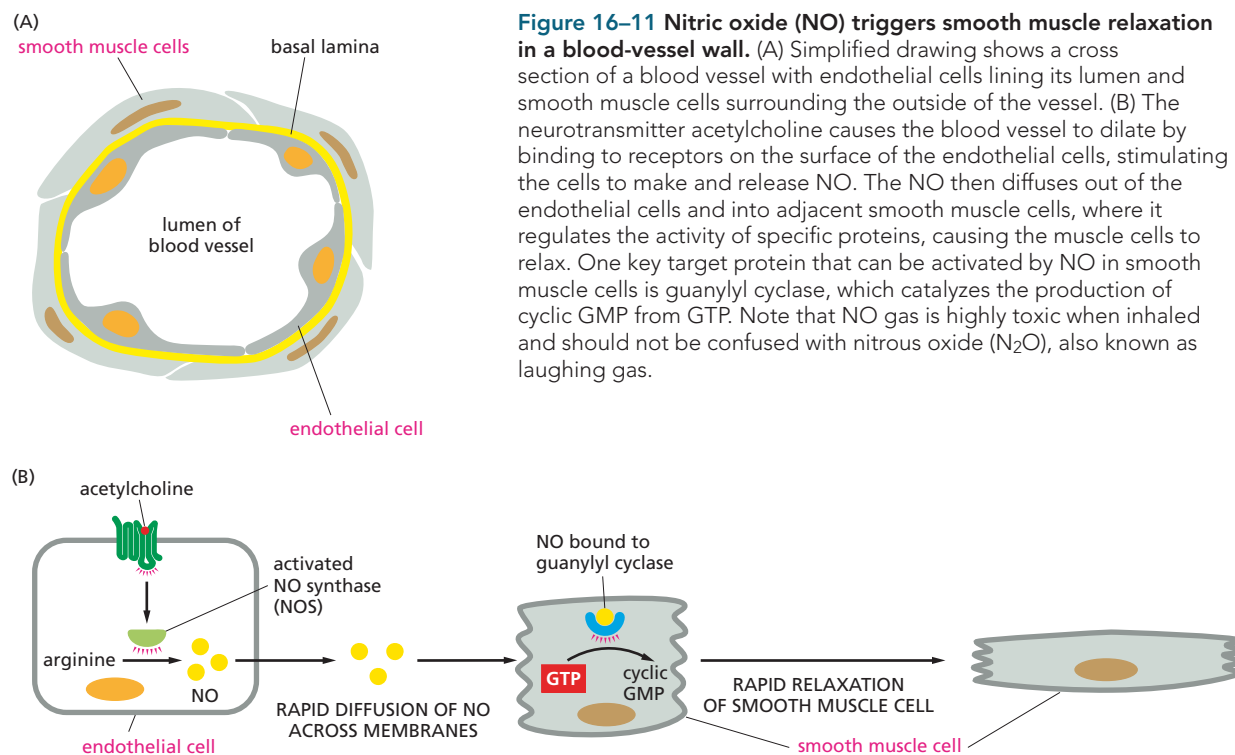 (A)
smooth muscle cells
basal lamina
lumen of
blood vessel
endothelial cell
Figure 16–11 Nitric oxide (NO) triggers smooth muscle relaxation
in a blood-vessel wall. (A) Simplified drawing shows a cross
section of a blood vessel with endothelial cells lining its lumen and
smooth muscle cells surrounding the outside of the vessel. (B) The
neurotransmitter acetylcholine causes the blood vessel to dilate by
binding to receptors on the surface of the endothelial cells, stimulating
the cells to make and release NO. The NO then diffuses out of the
endothelial cells and into adjacent smooth muscle cells, where it
regulates the activity of specific proteins, causing the muscle cells to
relax. One key target protein that can be activated by NO in smooth
muscle cells is guanylyl cyclase, which catalyzes the production of
cyclic GMP from GTP. Note that NO gas is highly toxic when inhaled
and should not be confused with nitrous oxide (N₂O), also known as
laughing gas.
(B)
acetylcholine
activated
NO synthase
(NOS)
arginine
NO
endothelial cell
RAPID DIFFUSION OF NO
ACROSS MEMBRANES
NO bound to
guanylyl cyclase
GTP
cyclic
GMP
RAPID RELAXATION
OF SMOOTH MUSCLE CELL
smooth muscle cell